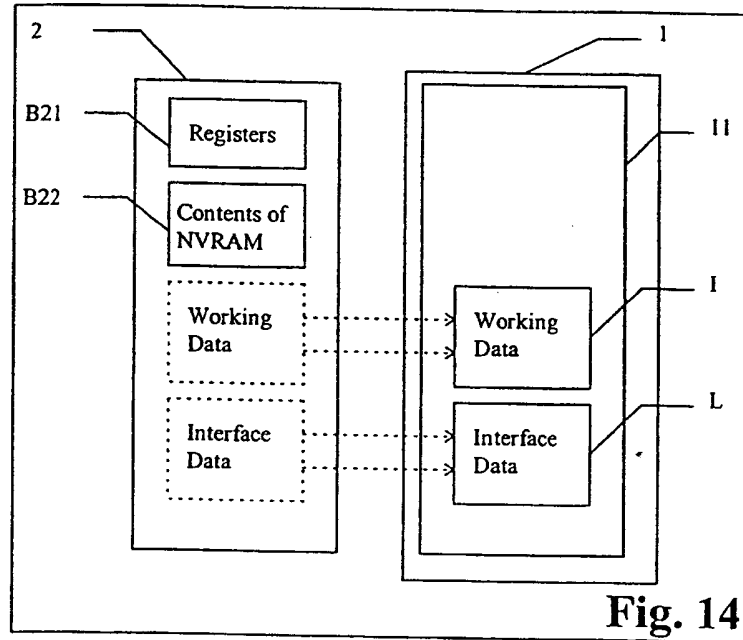 2
1
B21
Registers
11
B22
Contents of
NVRAM
Working
Data
Working
Data
I
Interface
Data
Interface
Data
L
Fig. 14